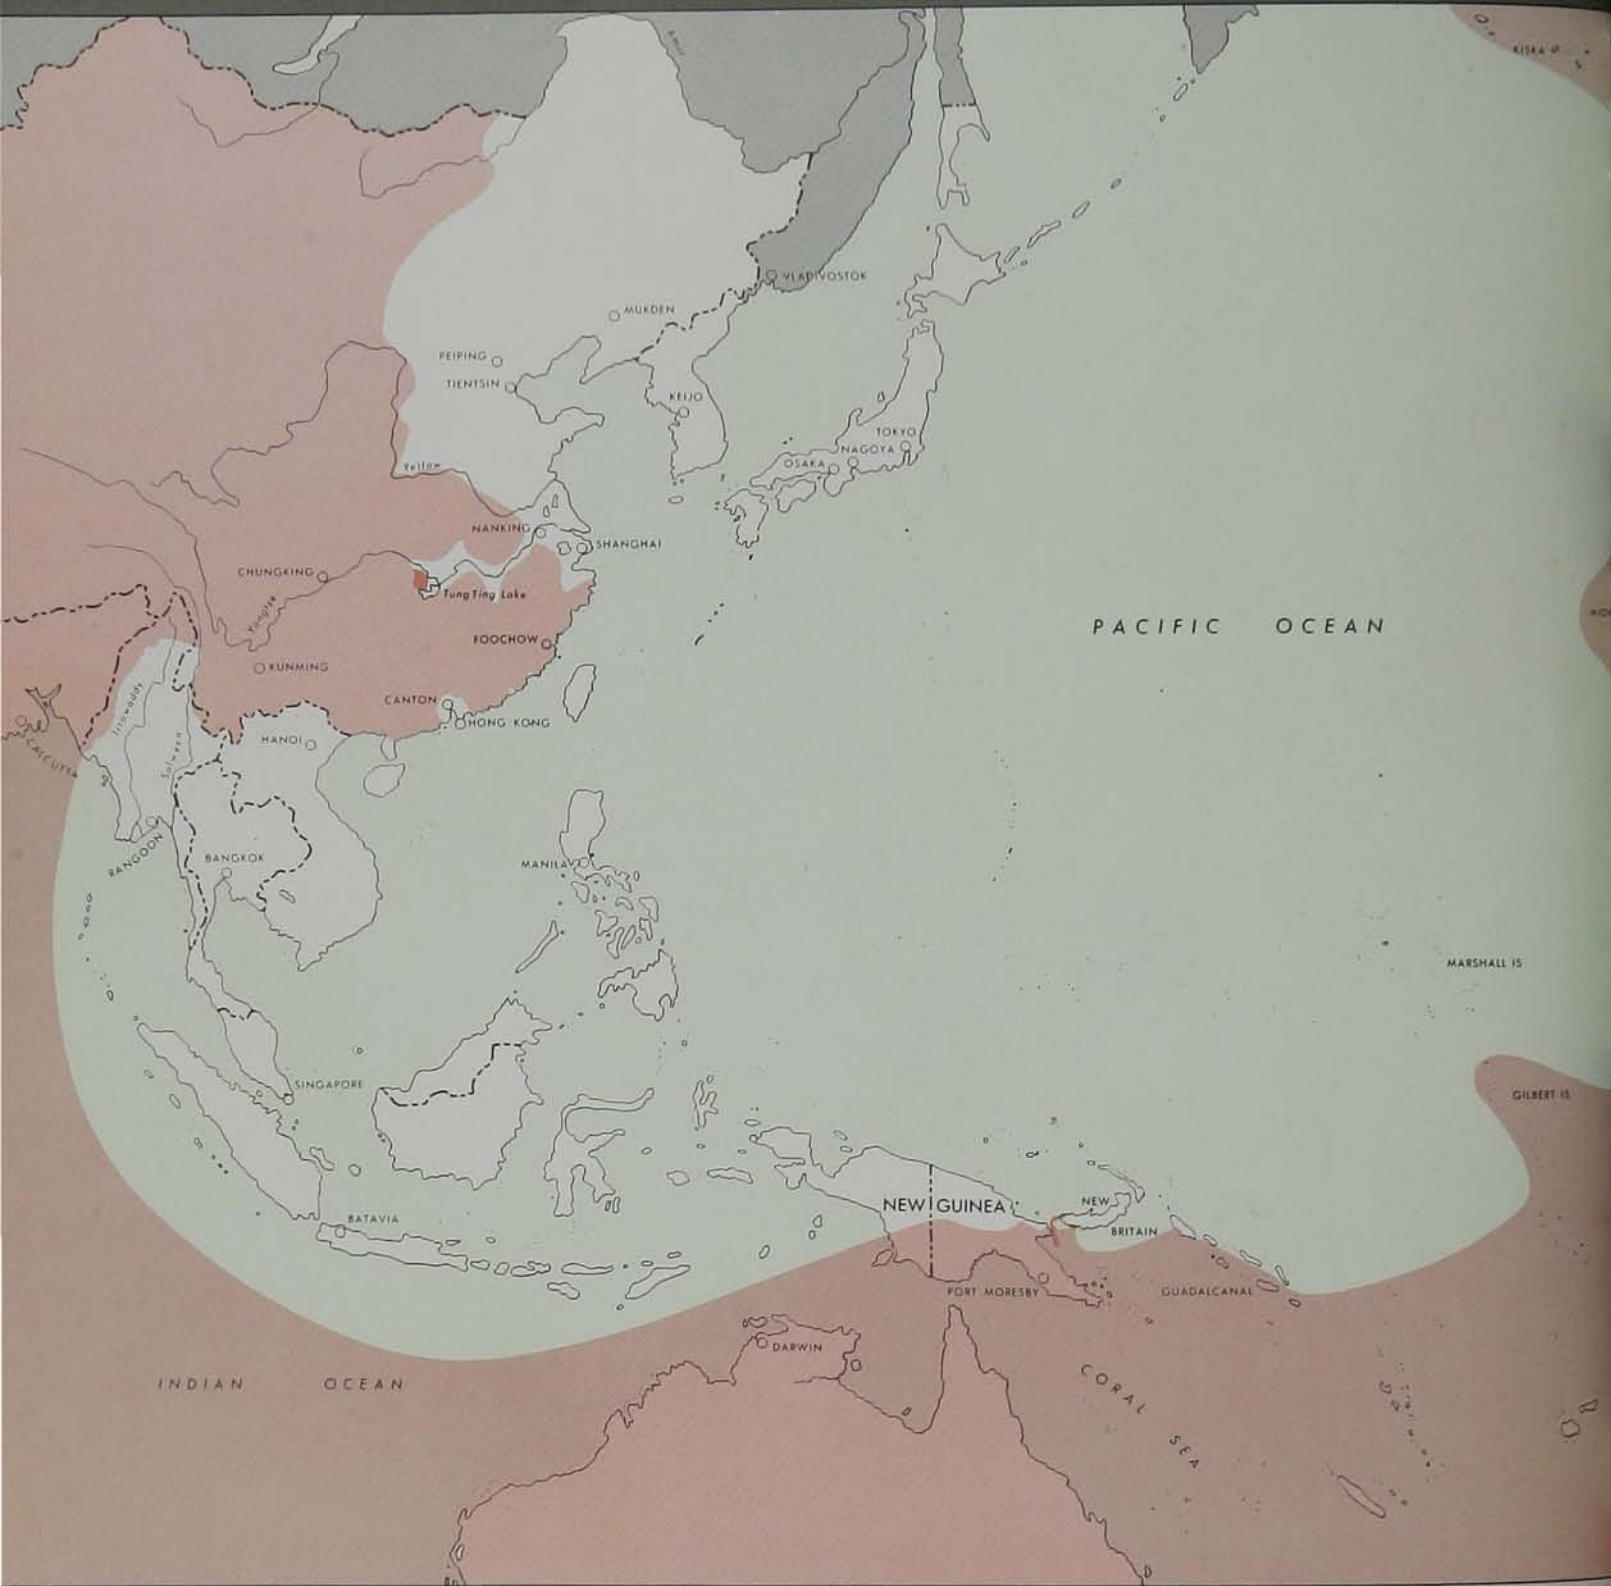 Amur
KISKA
VLADIVOSTOK
MUKDEN
PEIPING
TIENTSIN
KEIJO
TOKYO
NAGOYA
OSAKA
Yellow
NANKING
SHANGHAI
CHUNGKING
Tung Ting Lake
Yangtze
PACIFIC OCEAN
FOOCHOW
KUNMING
CANTON
HONG KONG
Irrawaddy
HANOI
CALCUTTA
Salween
RANGOON
BANGKOK
MANILA
MARSHALL IS
SINGAPORE
GILBERT IS
NEW GUINEA
NEW
BRITAIN
BATAVIA
PORT MORESBY
GUADALCANAL
DARWIN
INDIAN OCEAN
CORAL SEA